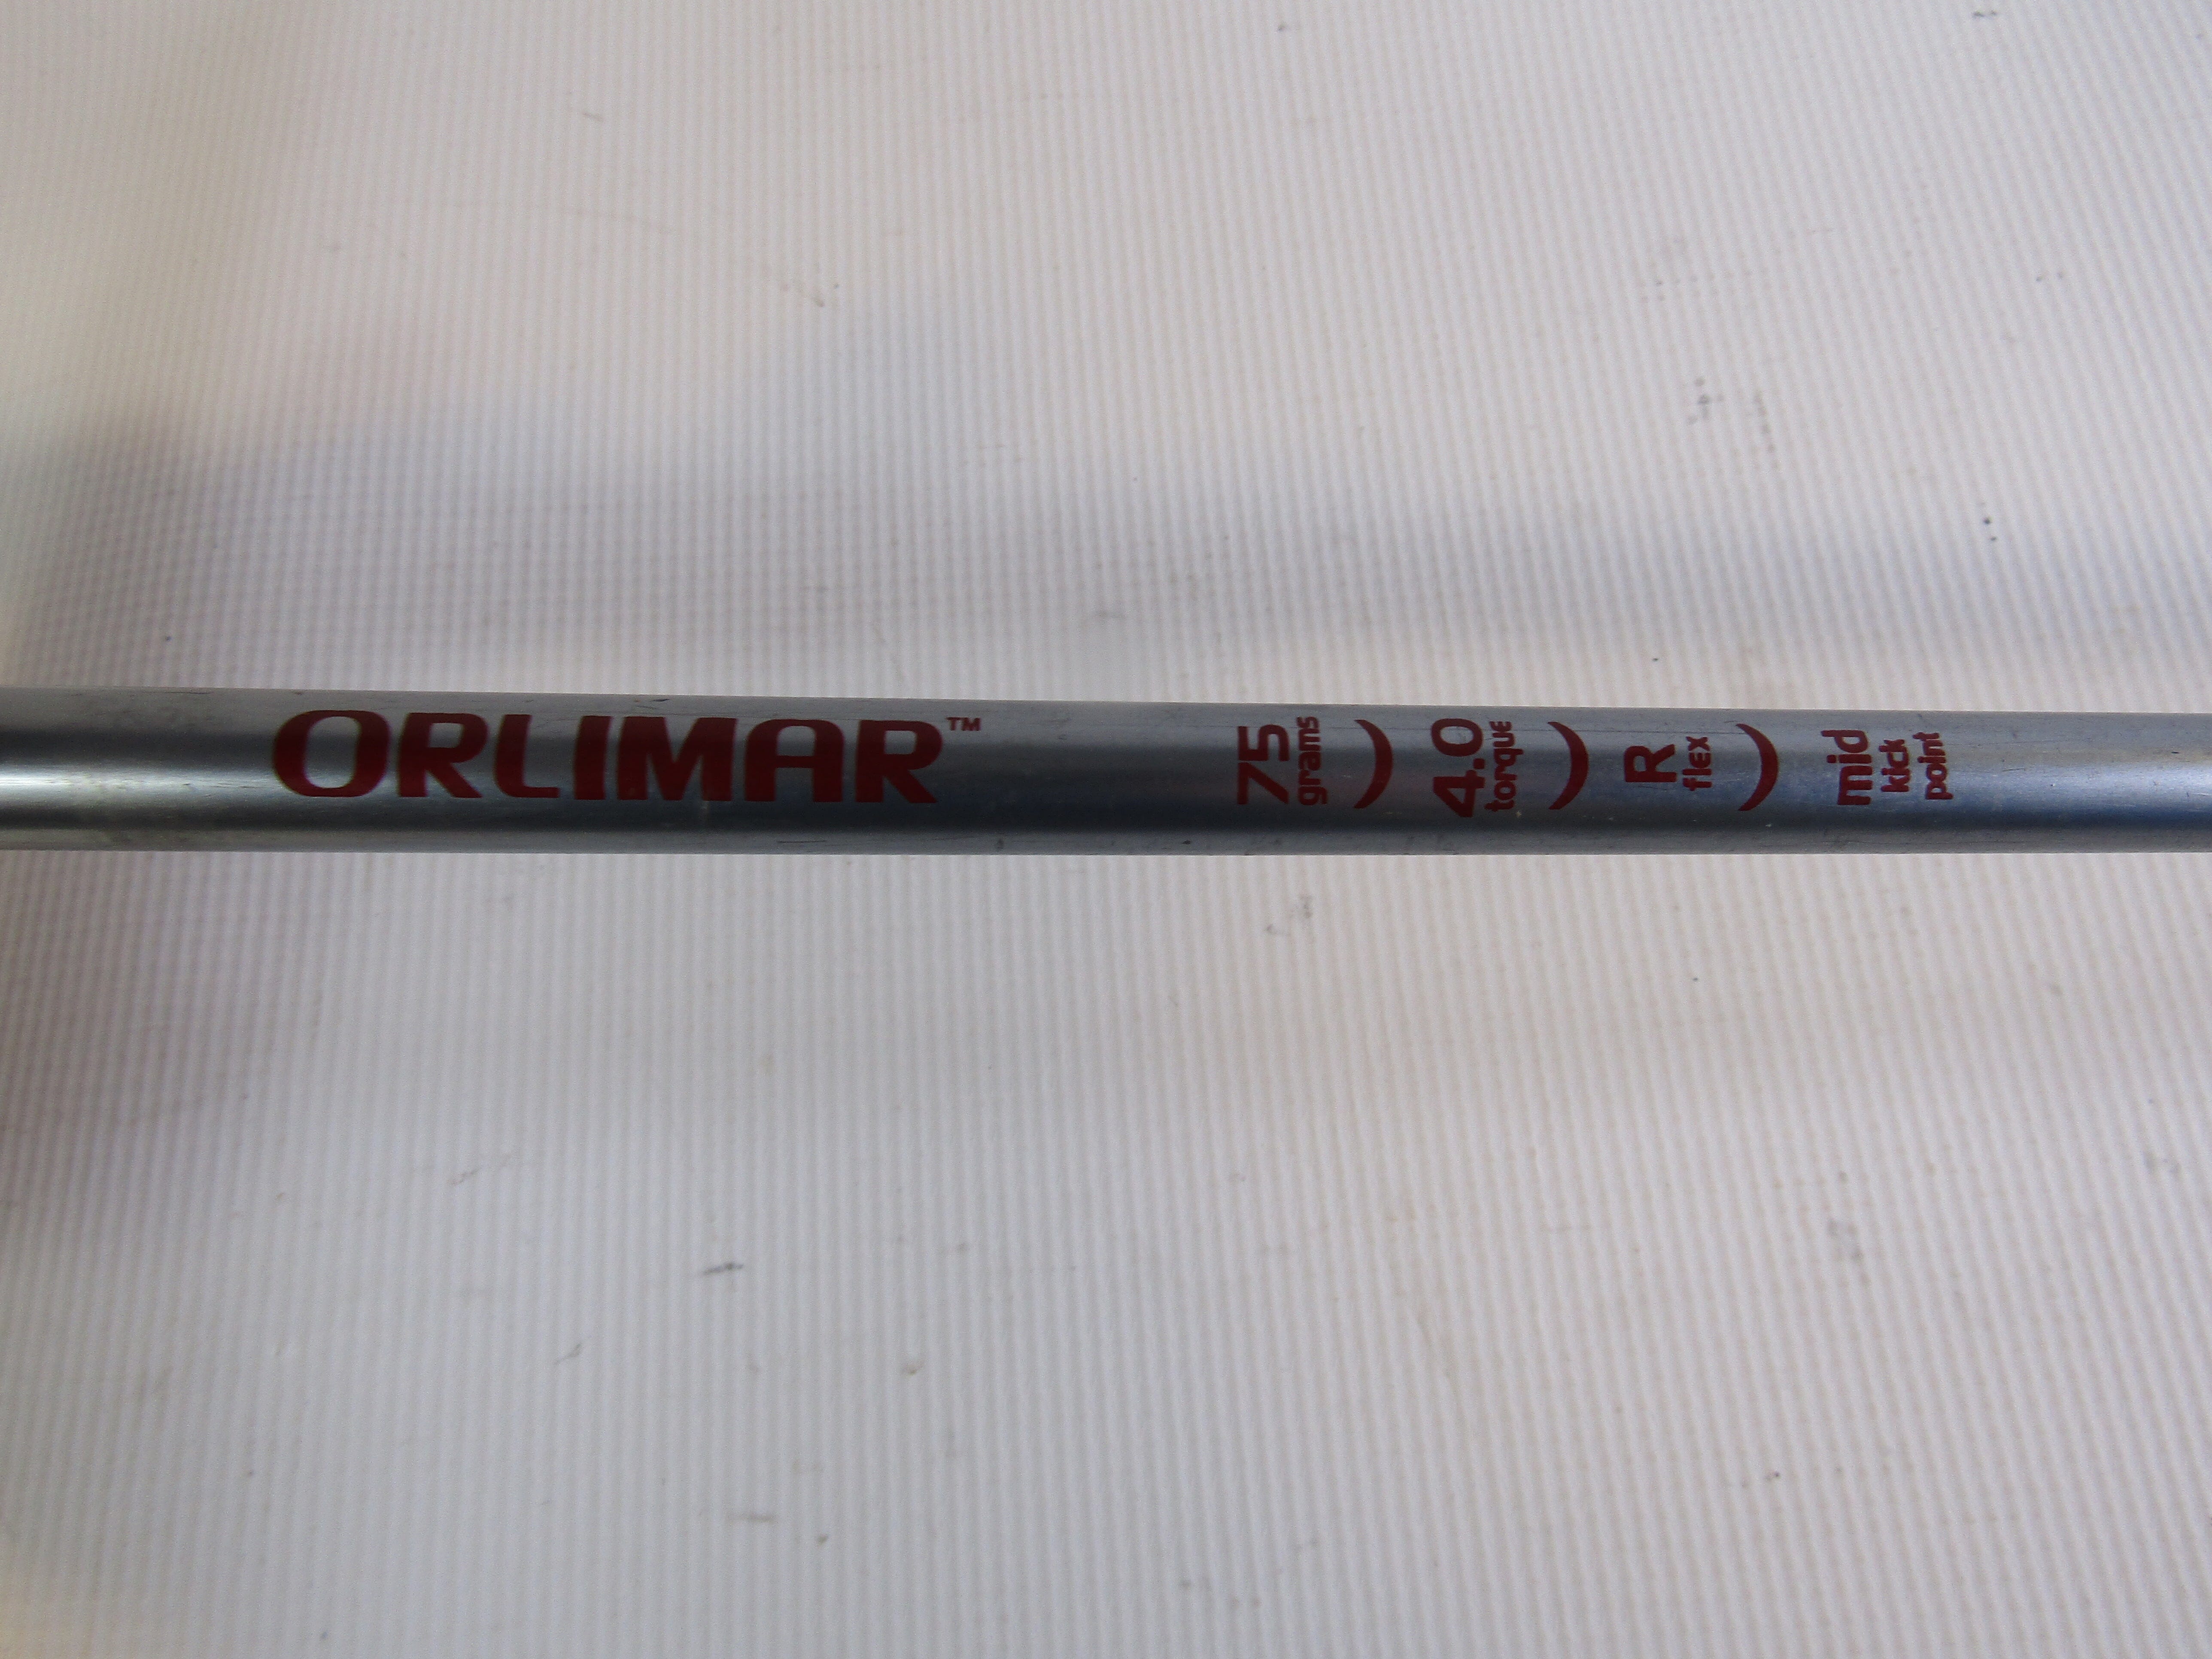 ORLIMAR™
75
grams
)
4.0
torque
)
R
flex
)
mid
kick
point